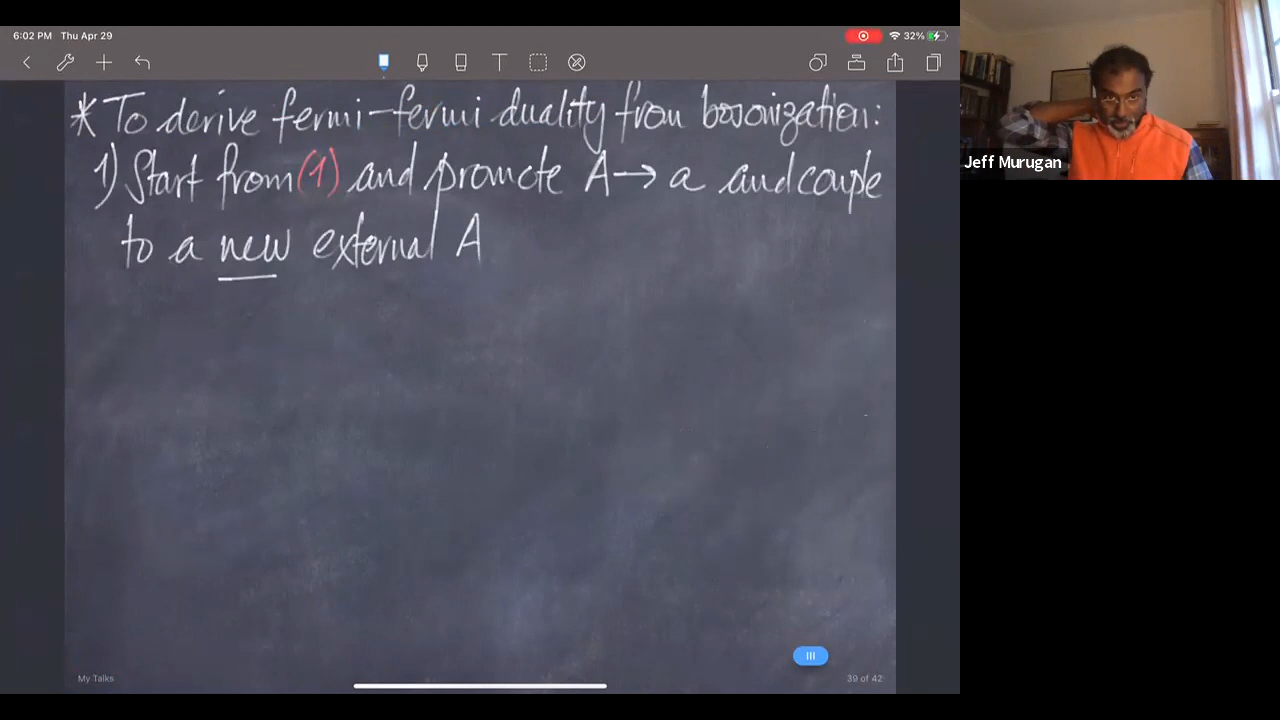 6:02 PM Thu Apr 29
32%
Jeff Murugan
* To derive fermi-fermi duality from bosonization:
1) Start from (1) and promote A → a and couple
to a new external A
My Talks
39 of 42